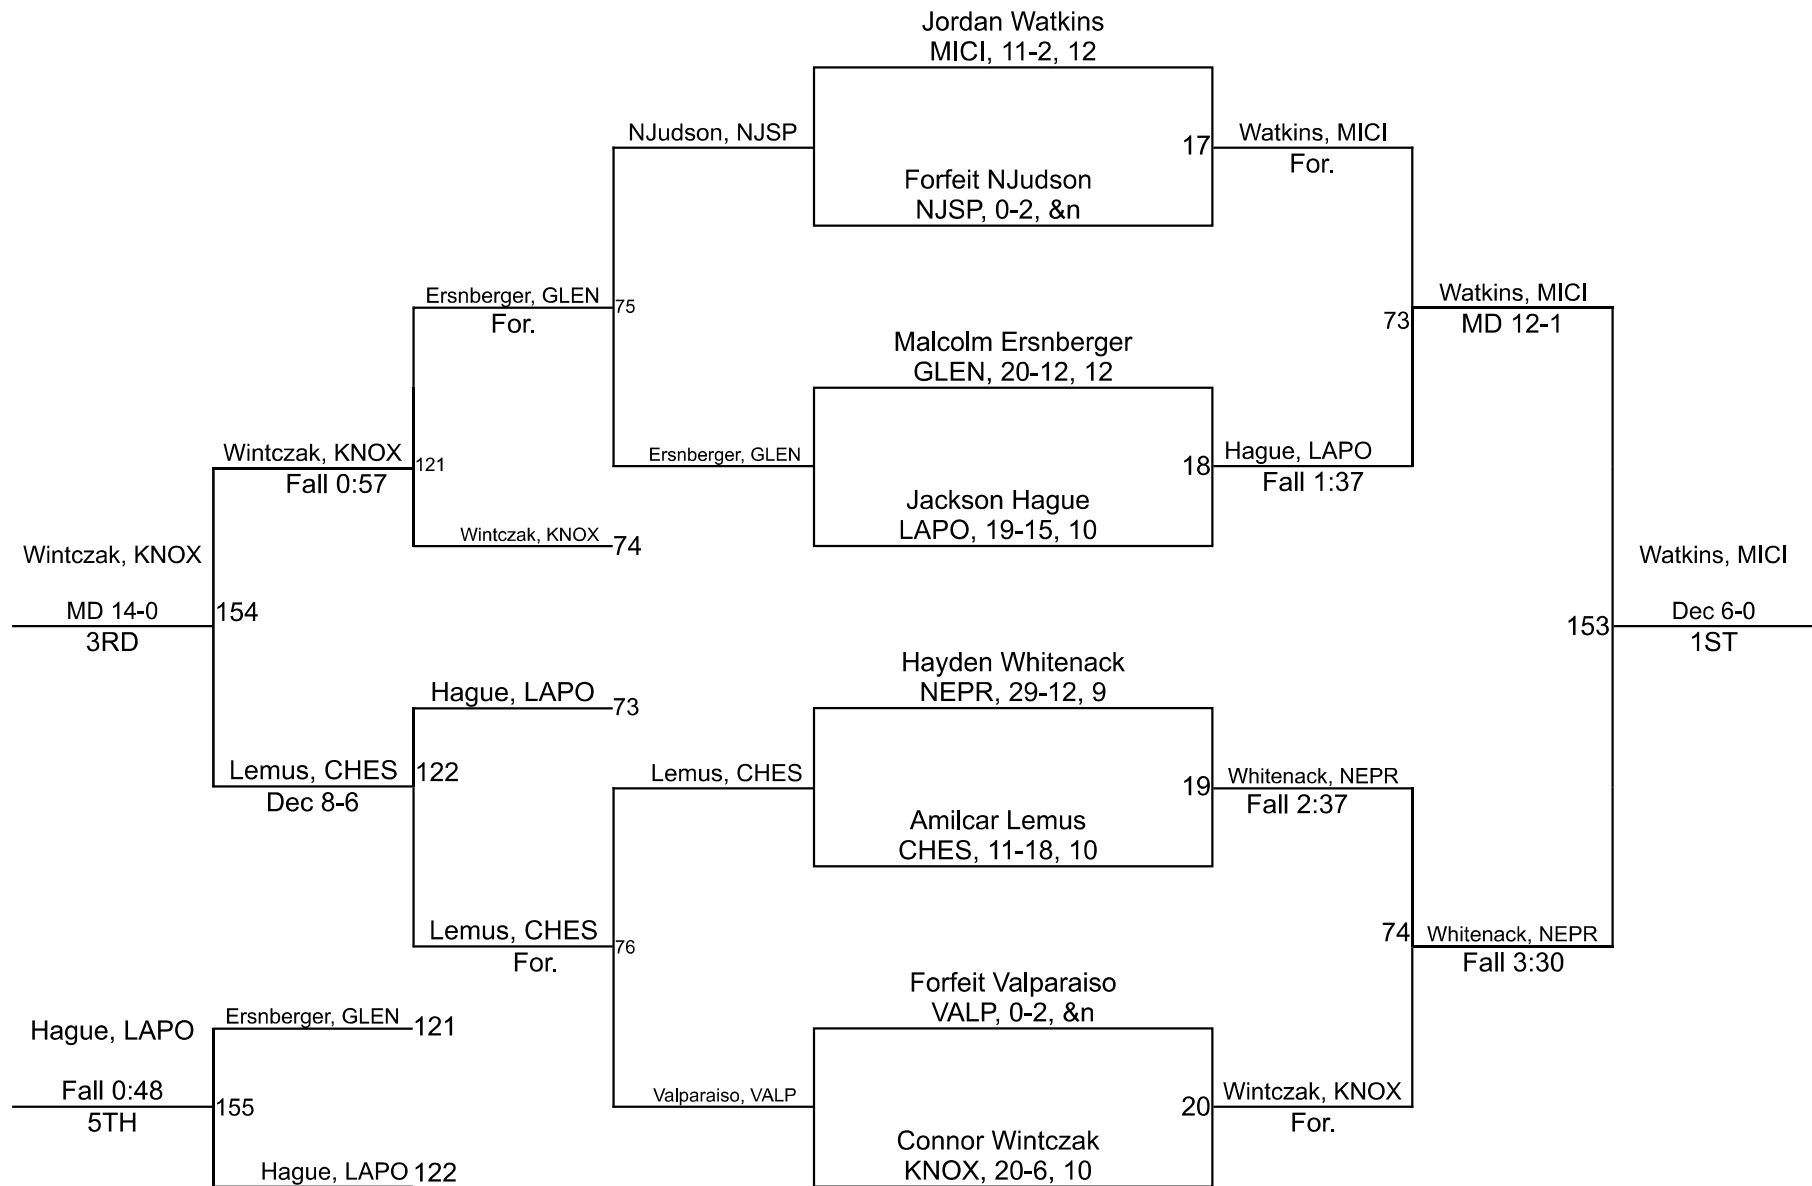 Jordan Watkins
MICI, 11-2, 12
NJudson, NJSP
17
Watkins, MICI
For.
Forfeit NJudson
NJSP, 0-2, &n
Ersnberger, GLEN
For.
75
73
Watkins, MICI
MD 12-1
Malcolm Ersnberger
GLEN, 20-12, 12
Wintczak, KNOX
Fall 0:57
121
Ersnberger, GLEN
18
Hague, LAPO
Fall 1:37
Jackson Hague
LAPO, 19-15, 10
Wintczak, KNOX
74
Wintczak, KNOX
MD 14-0
3RD
154
153
Watkins, MICI
Dec 6-0
1ST
Hayden Whitenack
NEPR, 29-12, 9
Hague, LAPO
73
Lemus, CHES
Dec 8-6
122
Lemus, CHES
19
Whitenack, NEPR
Fall 2:37
Amilcar Lemus
CHES, 11-18, 10
Lemus, CHES
For.
76
74
Whitenack, NEPR
Fall 3:30
Forfeit Valparaiso
VALP, 0-2, &n
Ersnberger, GLEN
121
Hague, LAPO
Fall 0:48
5TH
155
Valparaiso, VALP
20
Wintczak, KNOX
For.
Connor Wintczak
KNOX, 20-6, 10
Hague, LAPO
122